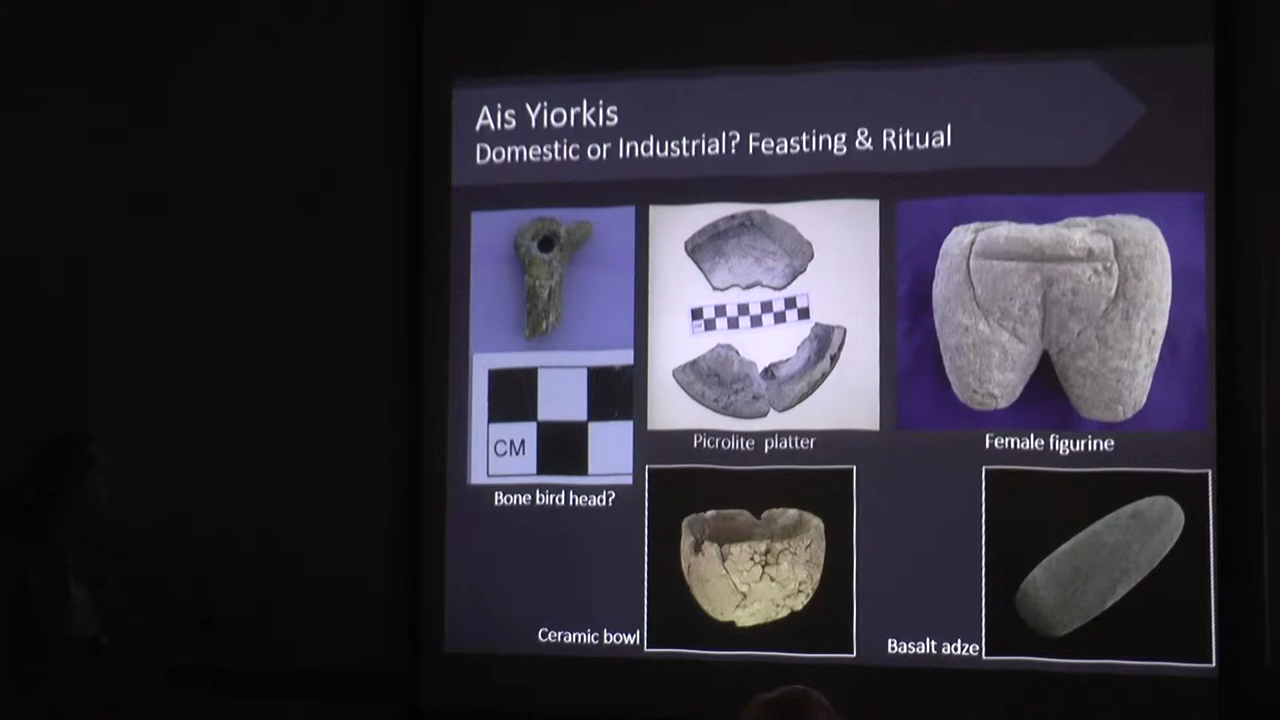 Ais Yiorkis
Domestic or Industrial? Feasting & Ritual
CM
Bone bird head?
Picrolite platter
Female figurine
Ceramic bowl
Basalt adze